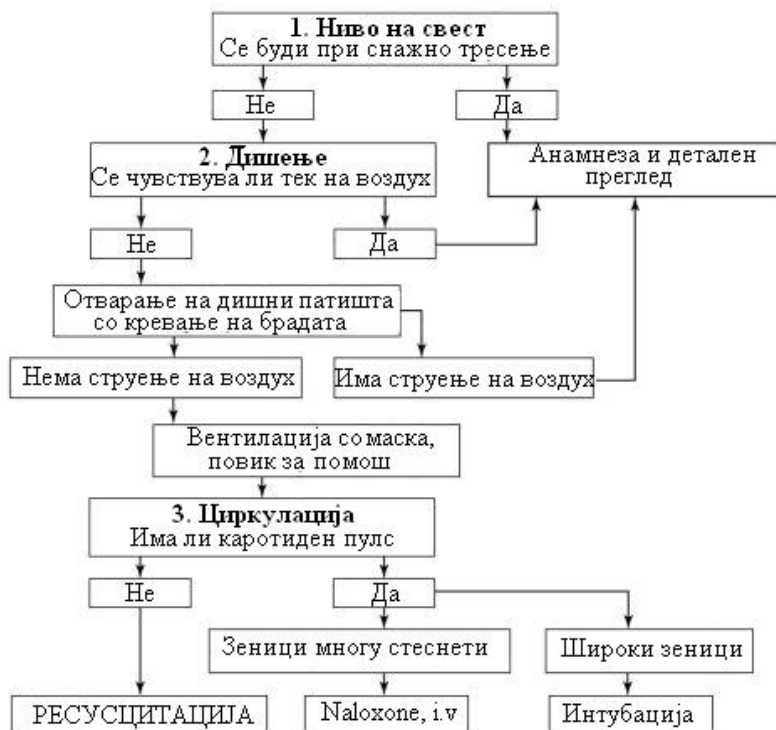 1. Ниво на свест
Се буди при снажно тресење
Не
Да
2. Дишење
Се чувствува ли тек на воздух
Анамнеза и детален
преглед
Не
Да
Отварање на дишни патишта
со кревање на брадата
Нема струење на воздух
Има струење на воздух
Вентилација со маска,
повик за помош
3. Циркулација
Има ли каротиден пулс
Не
Да
Зеници многу стеснети
Широки зеници
РЕСУСЦИТАЦИЈА
Naloxone, i.v
Интубација